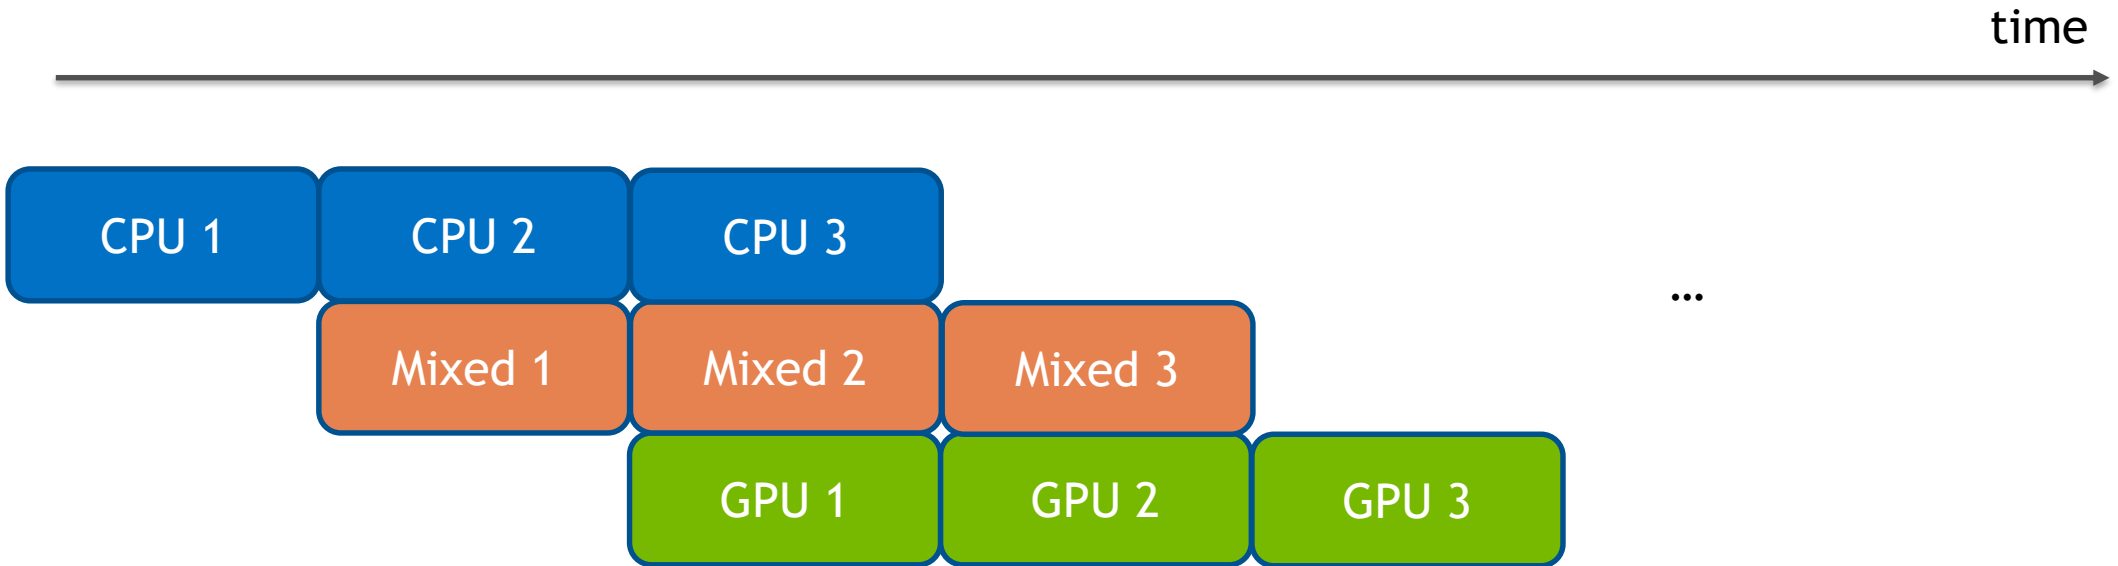 time
CPU 1
CPU 2
CPU 3
...
Mixed 1
Mixed 2
Mixed 3
GPU 1
GPU 2
GPU 3